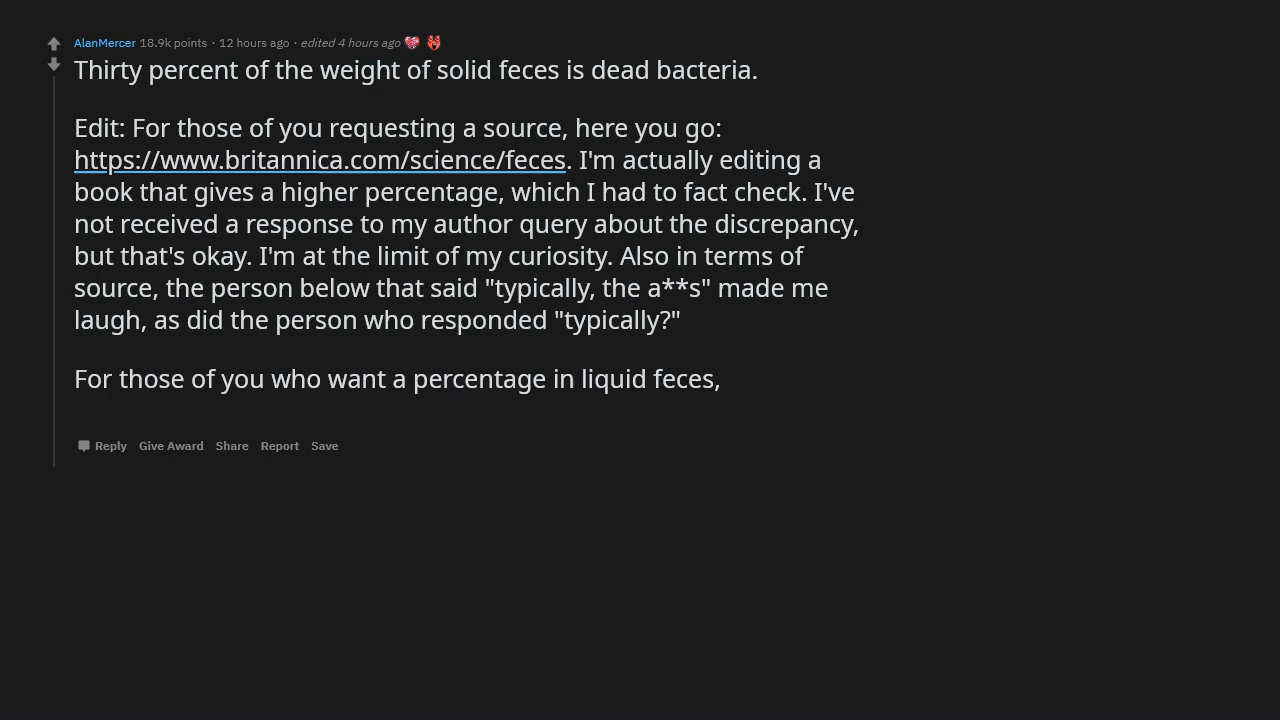 AlanMercer 18.9k points · 12 hours ago · edited 4 hours ago
Thirty percent of the weight of solid feces is dead bacteria.
Edit: For those of you requesting a source, here you go:
https://www.britannica.com/science/feces. I'm actually editing a
book that gives a higher percentage, which I had to fact check. I've
not received a response to my author query about the discrepancy,
but that's okay. I'm at the limit of my curiosity. Also in terms of
source, the person below that said "typically, the a**s" made me
laugh, as did the person who responded "typically?"
For those of you who want a percentage in liquid feces,
Reply Give Award Share Report Save